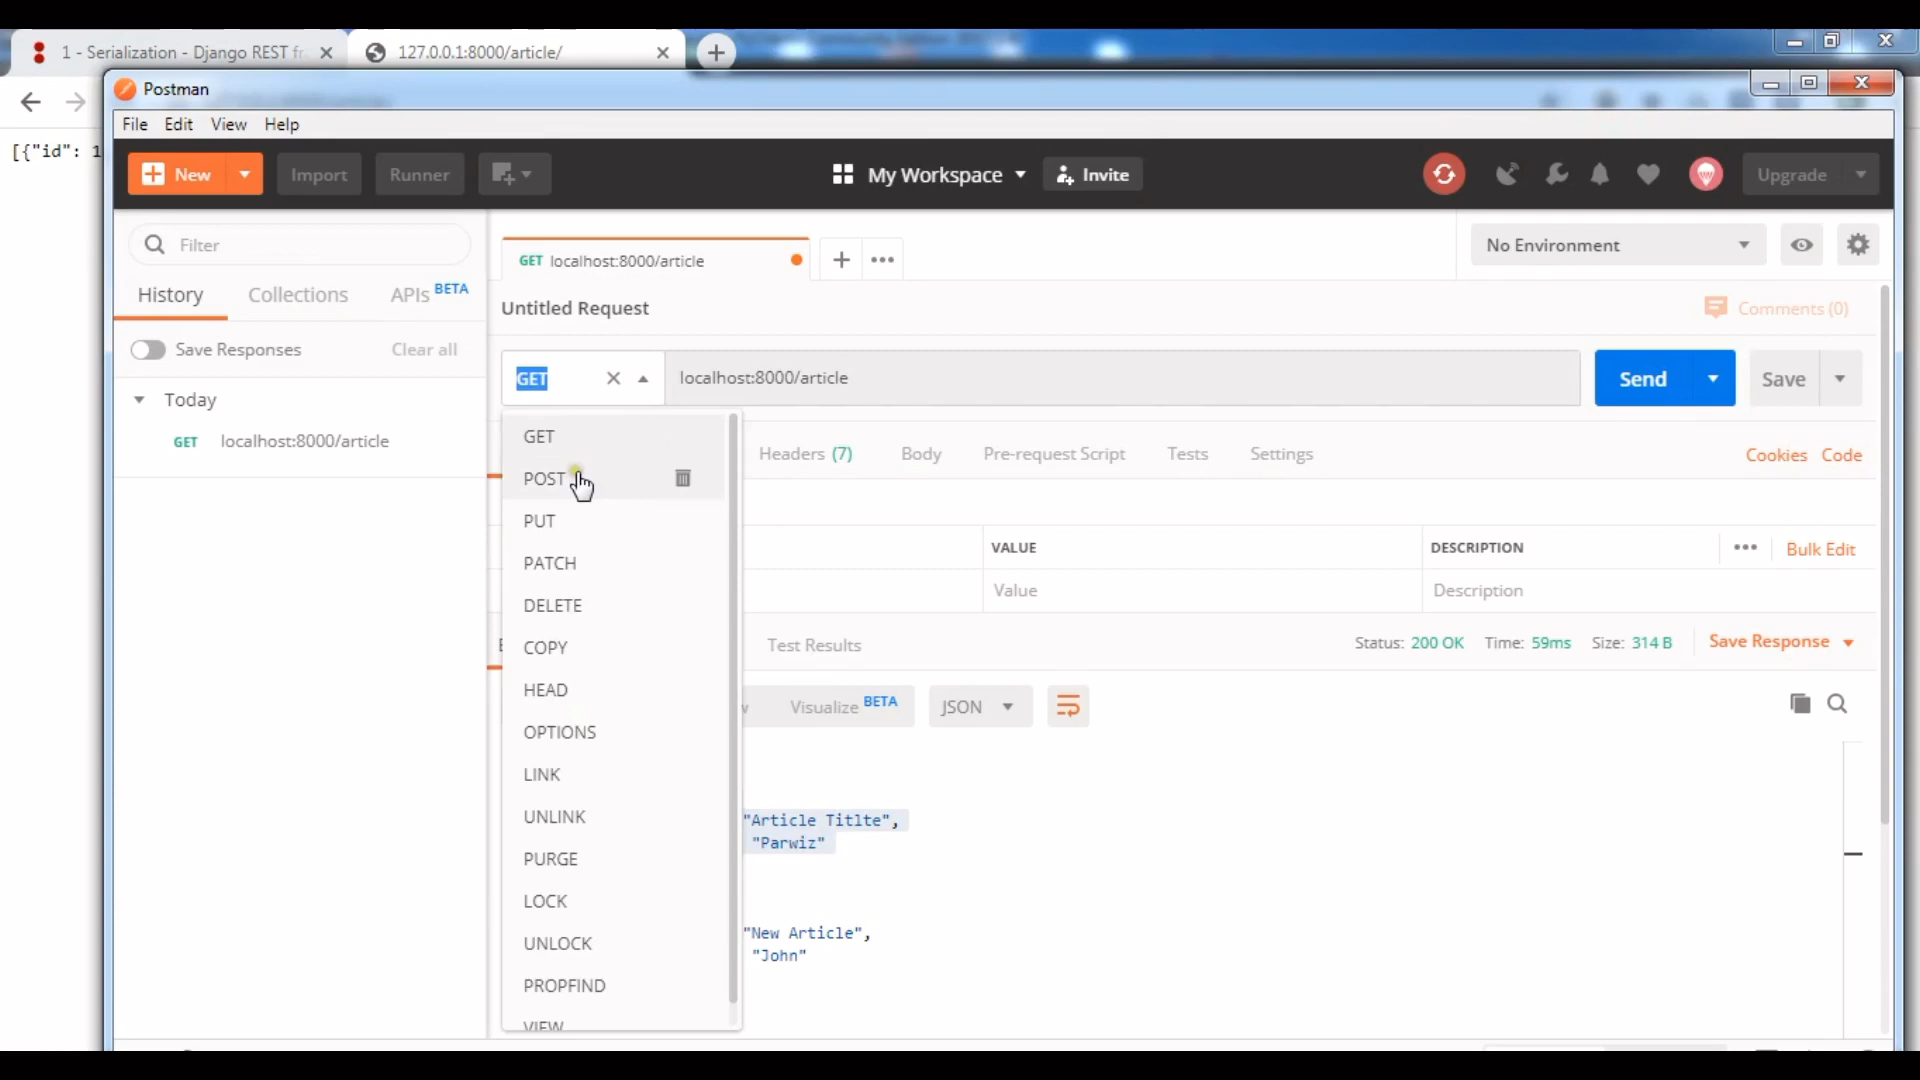 1 - Serialization - Django REST fr
127.0.0.1:8000/article/
Postman
File Edit View Help
[{"id": 1
New Import Runner My Workspace Invite Upgrade
Filter
GET localhost:8000/article
No Environment
History Collections APIs BETA
Untitled Request
Comments (0)
Save Responses Clear all
GET localhost:8000/article Send Save
Today
GET localhost:8000/article
GET
POST
PUT
PATCH
DELETE
COPY
HEAD
OPTIONS
LINK
UNLINK
PURGE
LOCK
UNLOCK
PROPFIND
VIEW
Headers (7) Body Pre-request Script Tests Settings Cookies Code
VALUE DESCRIPTION Bulk Edit
Value Description
Test Results Status: 200 OK Time: 59ms Size: 314 B Save Response
Visualize BETA JSON
"Article Titlte",
"Parwiz"
"New Article",
"John"